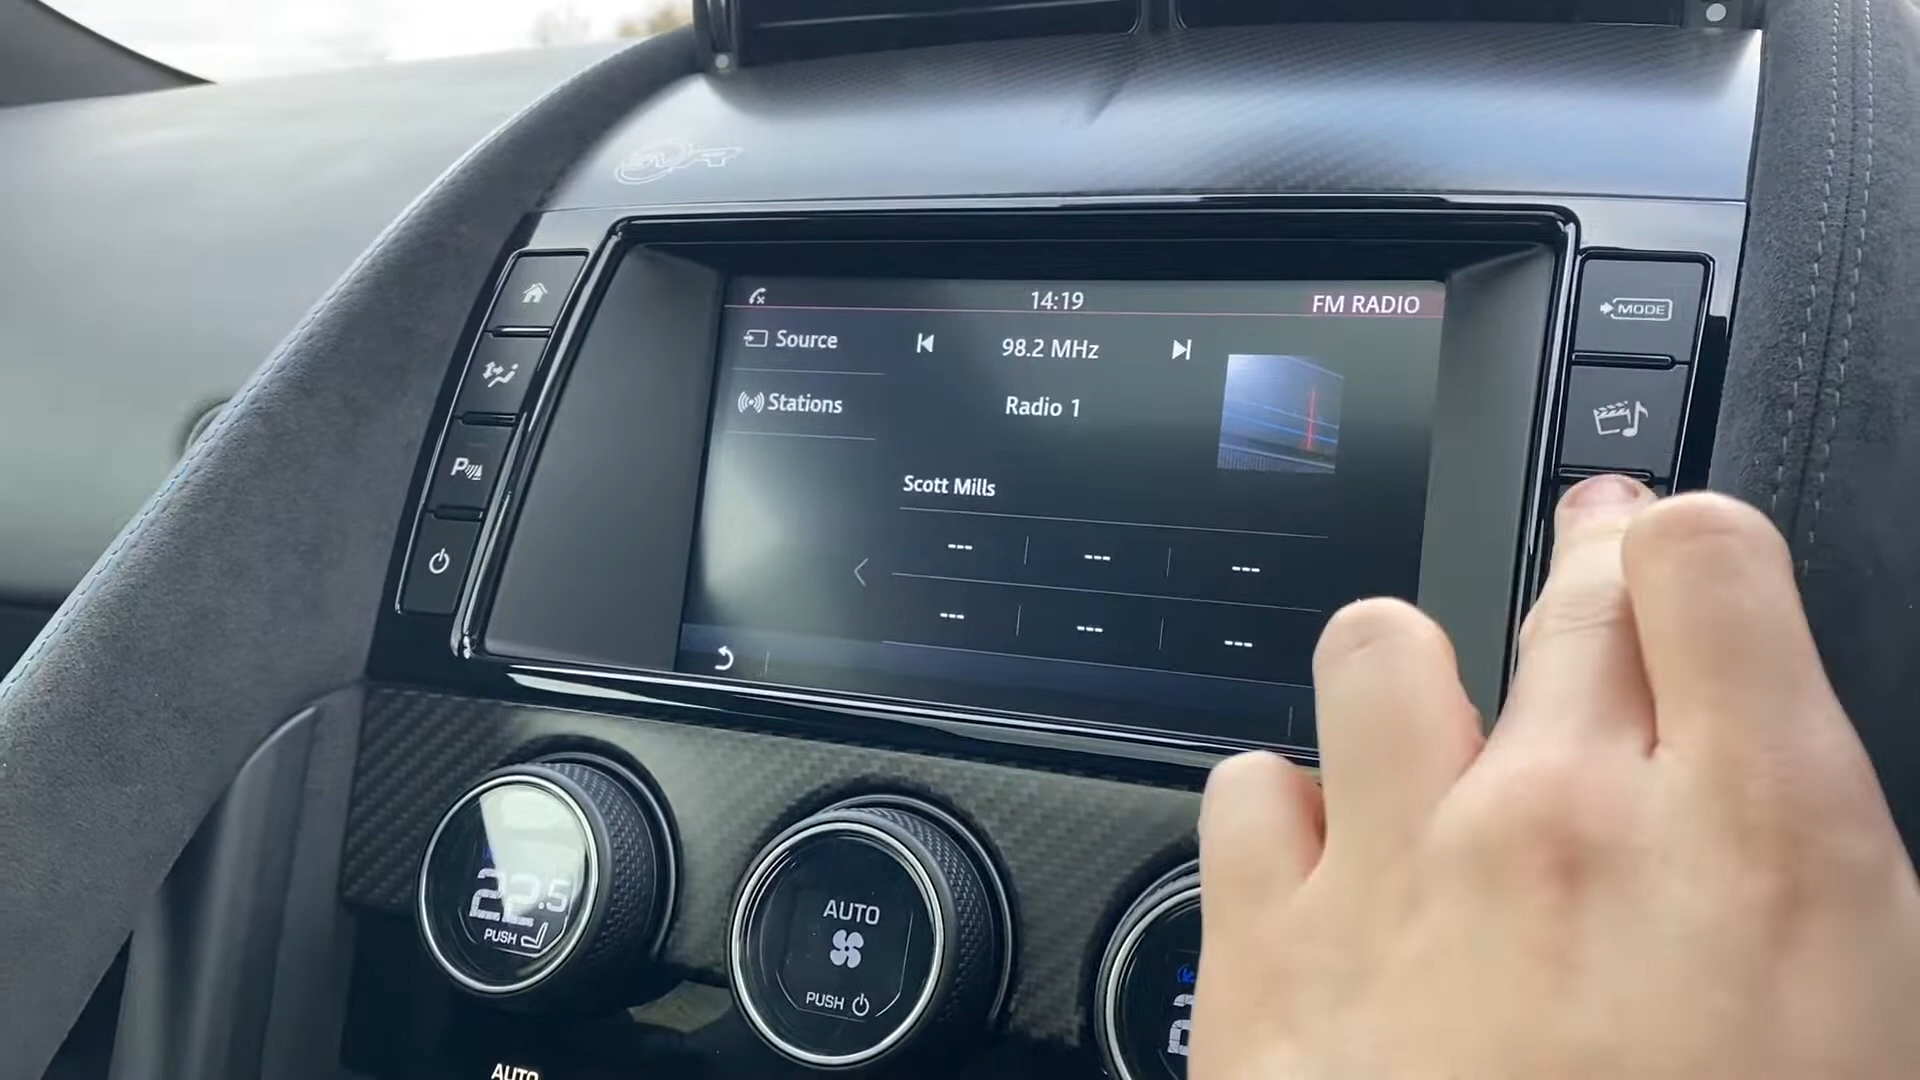 14:19
FM RADIO
MODE
Source
98.2 MHz
Stations
Radio 1
Scott Mills
--- --- ---
--- --- ---
P
22.5
PUSH
AUTO
PUSH
AUTO